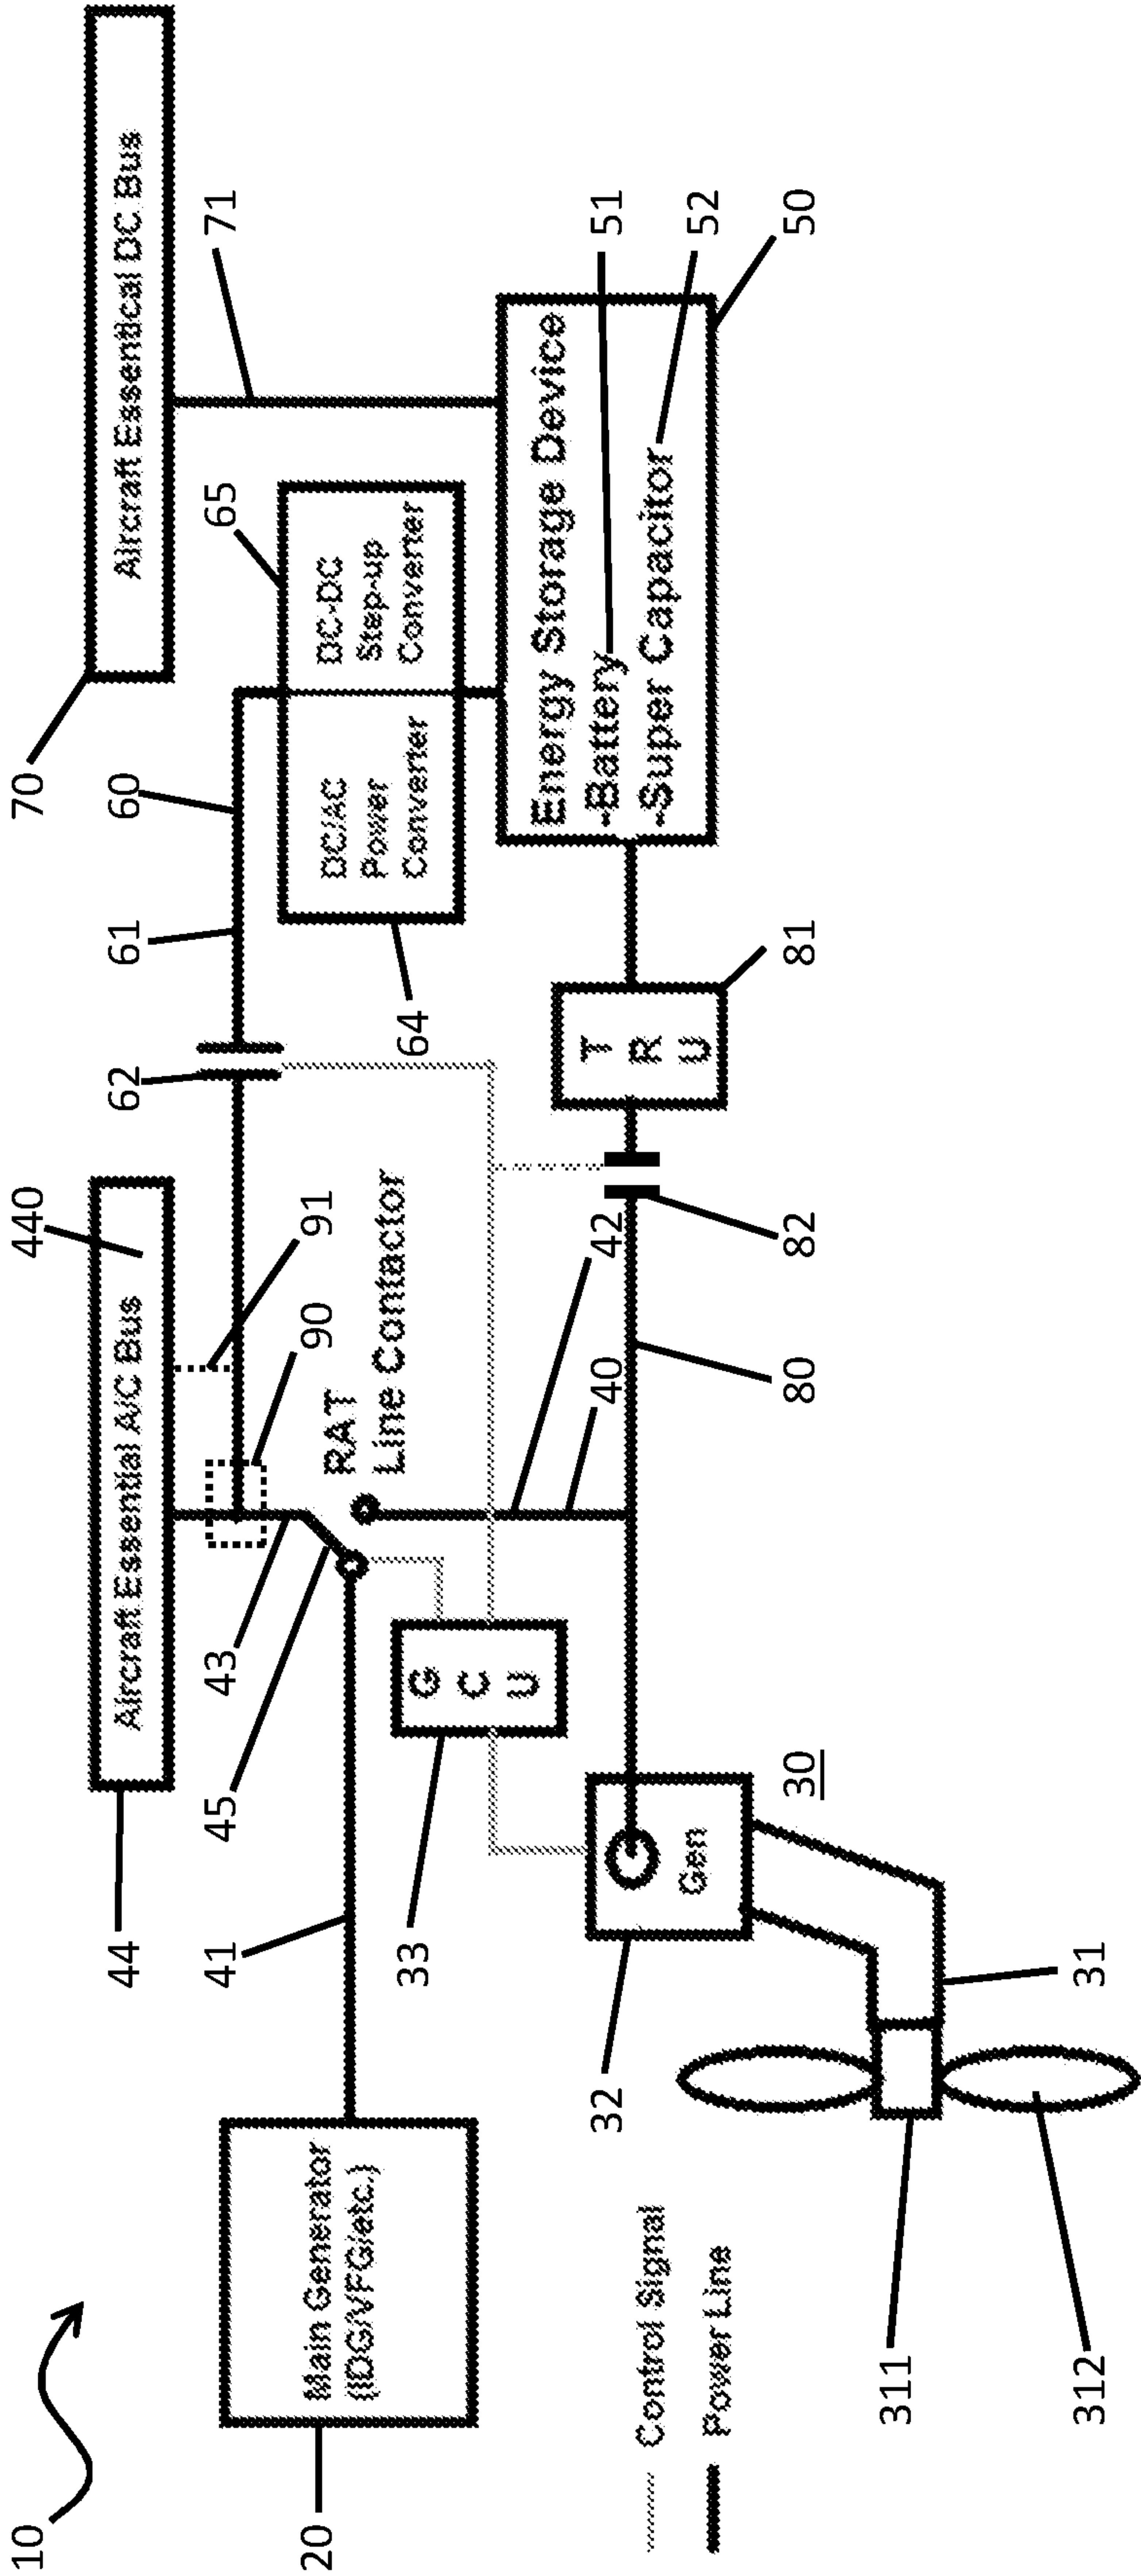 10
70
Aircraft Essential DC Bus
71
440
44
Aircraft Essential A/C Bus
60
61
62
65
DC/AC
Power
Converter
DC-DC
Step-up
Converter
64
91
90
43
45
RAT
Line Contactor
41
20
Main Generator
(IDG/VFG/etc.)
33
G
C
U
42
40
80
82
T
R
U
81
Energy Storage Device
-Battery
-Super Capacitor
51
52
50
32
Gen
30
31
311
312
Control Signal
Power Line